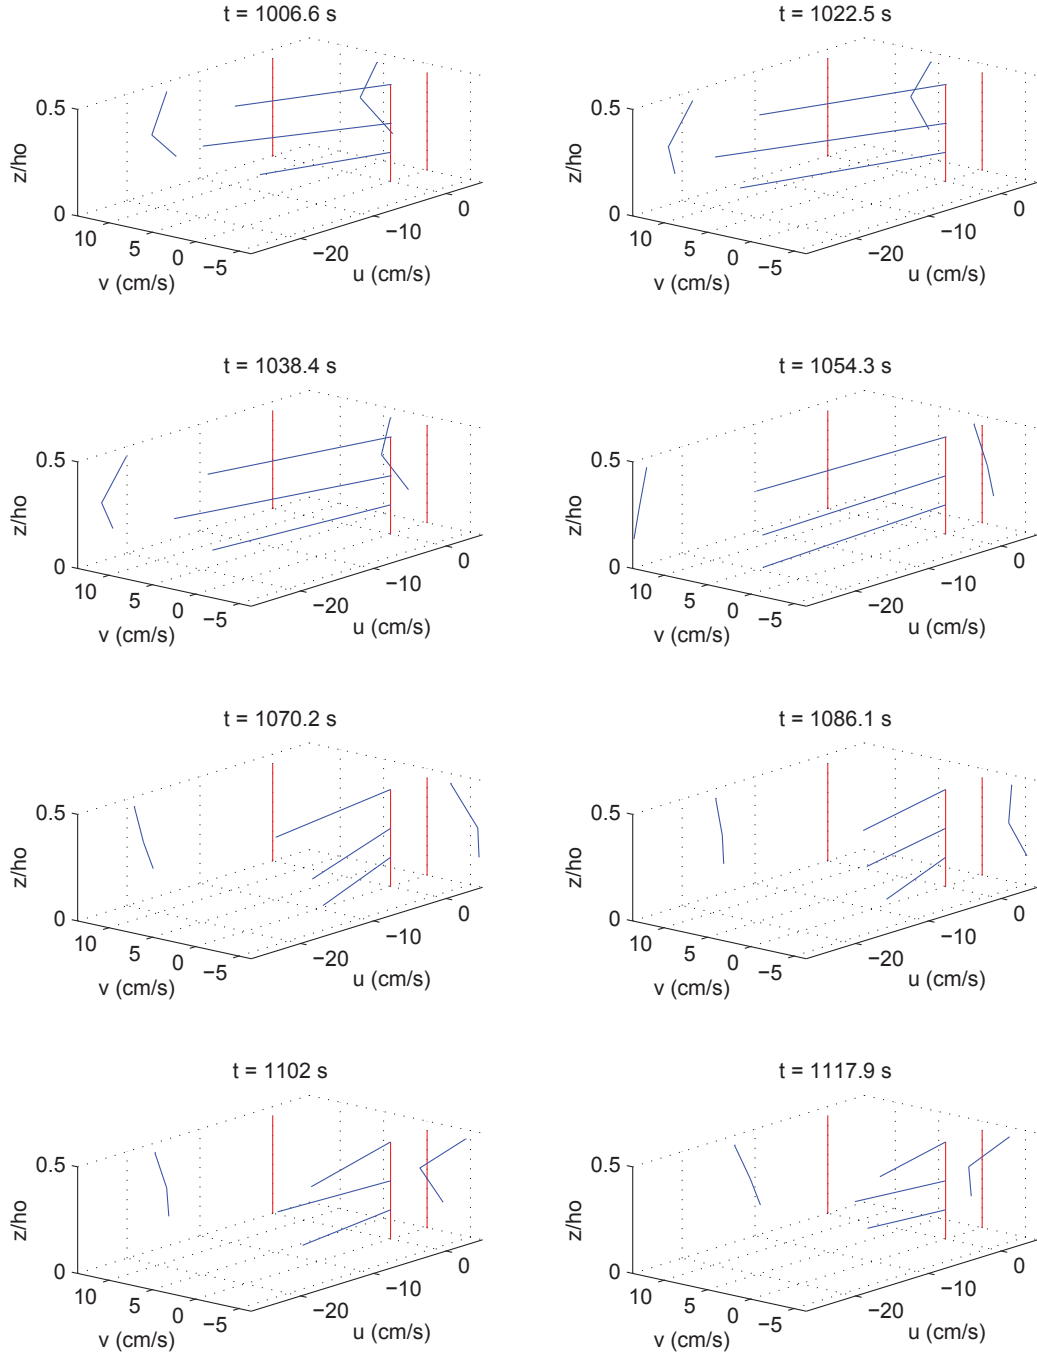 t = 1006.6 s
0.5
z/ho
0
10
5
0
−5
v (cm/s)
−20
−10
0
u (cm/s)
t = 1022.5 s
0.5
z/ho
0
10
5
0
−5
v (cm/s)
−20
−10
0
u (cm/s)
t = 1038.4 s
0.5
z/ho
0
10
5
0
−5
v (cm/s)
−20
−10
0
u (cm/s)
t = 1054.3 s
0.5
z/ho
0
10
5
0
−5
v (cm/s)
−20
−10
0
u (cm/s)
t = 1070.2 s
0.5
z/ho
0
10
5
0
−5
v (cm/s)
−20
−10
0
u (cm/s)
t = 1086.1 s
0.5
z/ho
0
10
5
0
−5
v (cm/s)
−20
−10
0
u (cm/s)
t = 1102 s
0.5
z/ho
0
10
5
0
−5
v (cm/s)
−20
−10
0
u (cm/s)
t = 1117.9 s
0.5
z/ho
0
10
5
0
−5
v (cm/s)
−20
−10
0
u (cm/s)